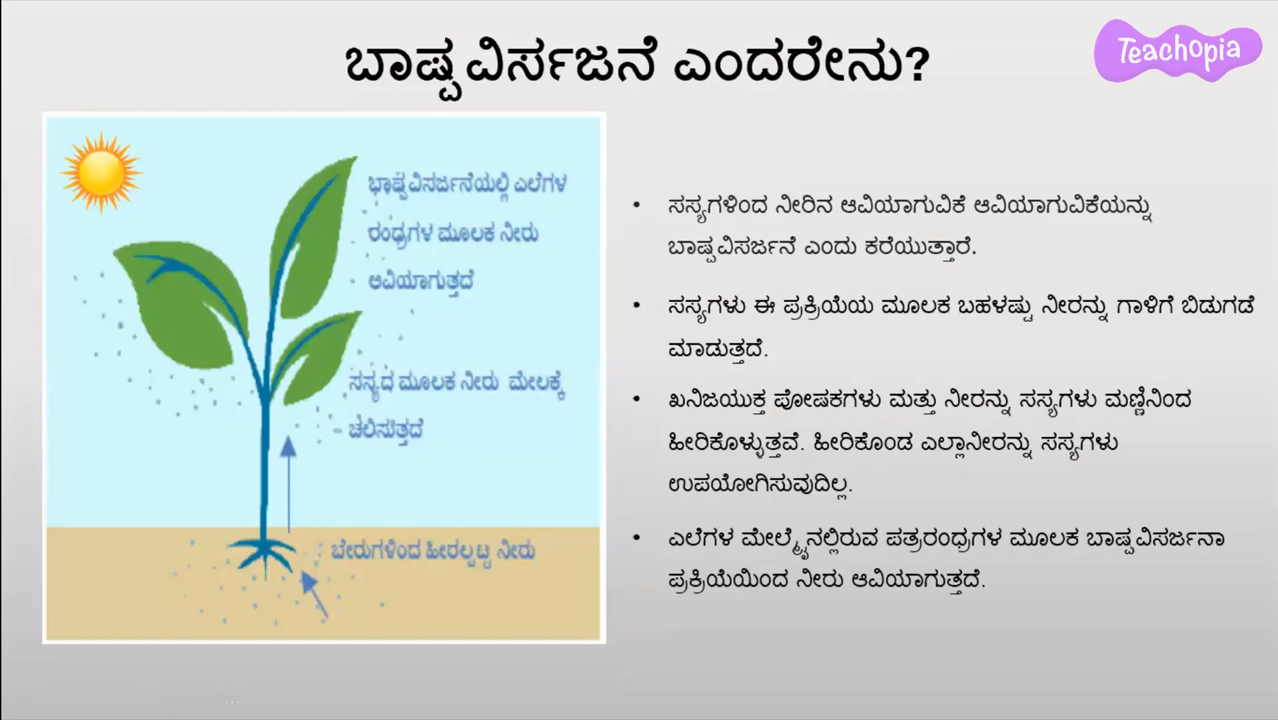 ಬಾಷ್ಪವಿರ್ಸಜನೆ ಎಂದರೇನು?
Teachopia
ಭಾಷ್ಪವಿಸರ್ಜನೆಯಲ್ಲಿ ಎಲೆಗಳ
ರಂಧ್ರಗಳ ಮೂಲಕ ನೀರು
ಆವಿಯಾಗುತ್ತದೆ
ಸಸ್ಯದ ಮೂಲಕ ನೀರು ಮೇಲಕ್ಕೆ
ಚಲಿಸುತ್ತದೆ
ಬೇರುಗಳಿಂದ ಹೀರಲ್ಪಟ್ಟ ನೀರು
• ಸಸ್ಯಗಳಿಂದ ನೀರಿನ ಆವಿಯಾಗುವಿಕೆ ಆವಿಯಾಗುವಿಕೆಯನ್ನು
ಬಾಷ್ಪವಿಸರ್ಜನೆ ಎಂದು ಕರೆಯುತ್ತಾರೆ.
• ಸಸ್ಯಗಳು ಈ ಪ್ರಕ್ರಿಯೆಯ ಮೂಲಕ ಬಹಳಷ್ಟು ನೀರನ್ನು ಗಾಳಿಗೆ ಬಿಡುಗಡೆ
ಮಾಡುತ್ತದೆ.
• ಖನಿಜಯುಕ್ತ ಪೋಷಕಗಳು ಮತ್ತು ನೀರನ್ನು ಸಸ್ಯಗಳು ಮಣ್ಣಿನಿಂದ
ಹೀರಿಕೊಳ್ಳುತ್ತವೆ. ಹೀರಿಕೊಂಡ ಎಲ್ಲಾನೀರನ್ನು ಸಸ್ಯಗಳು
ಉಪಯೋಗಿಸುವುದಿಲ್ಲ.
• ಎಲೆಗಳ ಮೇಲ್ಮೈನಲ್ಲಿರುವ ಪತ್ರರಂಧ್ರಗಳ ಮೂಲಕ ಬಾಷ್ಪವಿಸರ್ಜನಾ
ಪ್ರಕ್ರಿಯೆಯಿಂದ ನೀರು ಆವಿಯಾಗುತ್ತದೆ.